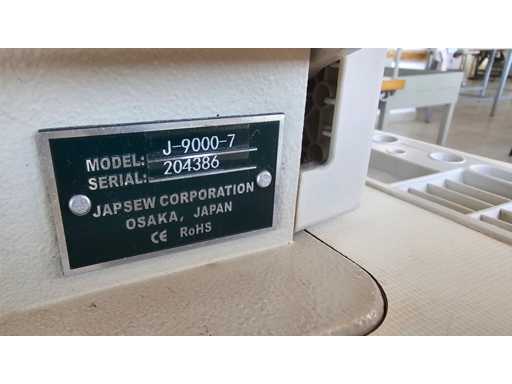 MODEL: J-9000-7
SERIAL: 204386
JAPSEW CORPORATION
OSAKA, JAPAN
CE RoHS